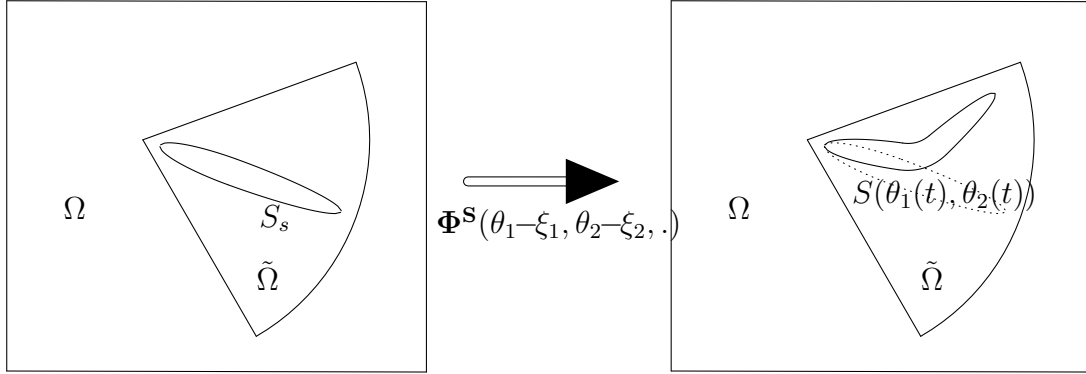 Ω
S_s
Ω̃
𝚽^𝐒(θ_1–ξ_1, θ_2–ξ_2, .)
Ω
S(θ_1(t), θ_2(t))
Ω̃